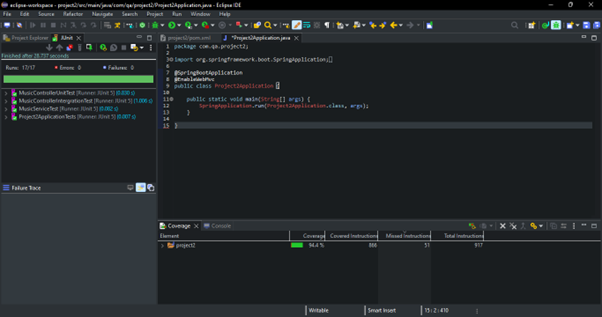 eclipse-workspace - project2/src/main/java/com/qa/project2/Project2Application.java - Eclipse IDE
File Edit Source Refactor Navigate Search Project Run Window Help
Project Explorer JUnit
Finished after 28.737 seconds
Runs: 17/17 Errors: 0 Failures: 0
MusicControllerUnitTest [Runner: JUnit 5] (0.830 s)
MusicControllerIntergrationTest [Runner: JUnit 5] (1.006 s)
MusicServiceTest [Runner: JUnit 5] (0.002 s)
Project2ApplicationTests [Runner: JUnit 5] (0.007 s)
Failure Trace
project2/pom.xml *Project2Application.java
1 package com.qa.project2;
2
3 import org.springframework.boot.SpringApplication;
6
7 @SpringBootApplication
8 @EnableWebMvc
9 public class Project2Application {
10
11 public static void main(String[] args) {
12 SpringApplication.run(Project2Application.class, args);
13 }
14
15 }
Coverage Console
Element Coverage Covered Instructions Missed Instructions Total Instructions
project2 94.4 % 866 51 917
Writable Smart Insert 15 : 2 : 410